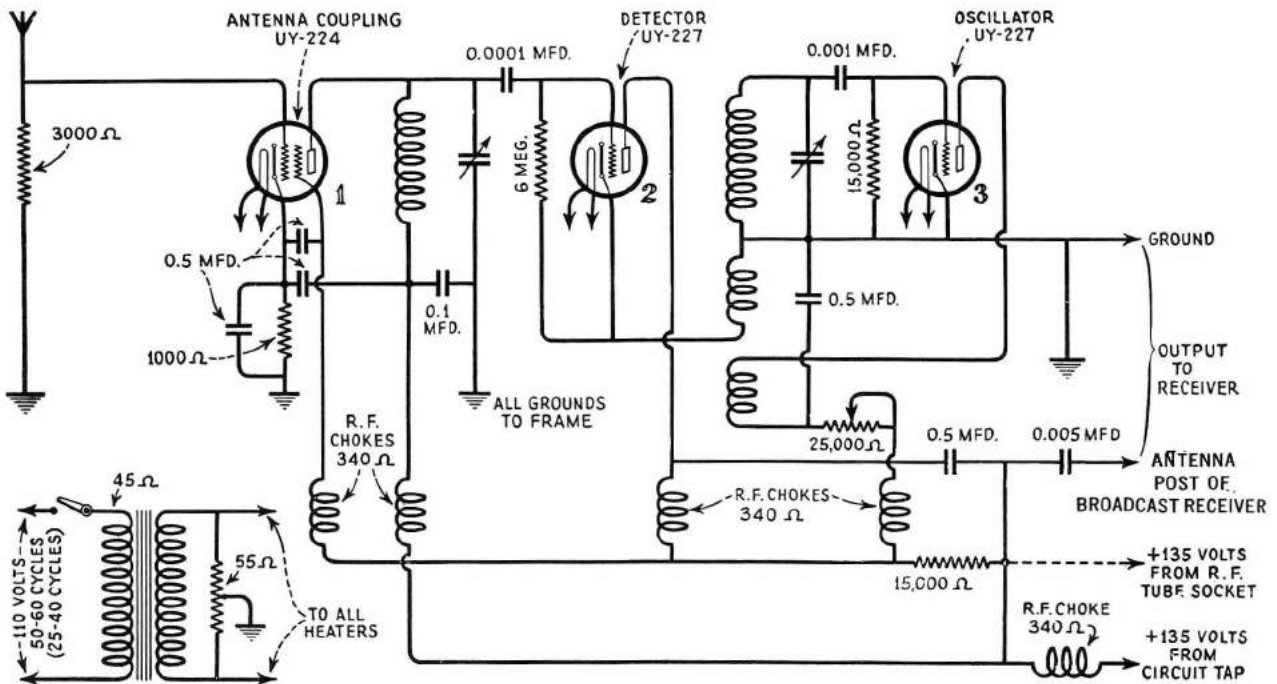 ANTENNA COUPLING
UY-224
DETECTOR
UY-227
OSCILLATOR
UY-227
0.0001 MFD.
0.001 MFD.
3000 Ω
1
6 MEG.
2
15,000 Ω
3
GROUND
0.5 MFD.
0.1
MFD.
0.5 MFD.
1000 Ω
OUTPUT
TO
RECEIVER
ALL GROUNDS
TO FRAME
R.F.
CHOKES
340 Ω
25,000 Ω
0.5 MFD.
0.005 MFD
ANTENNA
POST OF
BROADCAST RECEIVER
R.F. CHOKES
340 Ω
45 Ω
110 VOLTS
50-60 CYCLES
(25-40 CYCLES)
55 Ω
TO ALL
HEATERS
15,000 Ω
+135 VOLTS
FROM R.F.
TUBE SOCKET
R.F. CHOKE
340 Ω
+135 VOLTS
FROM
CIRCUIT TAP